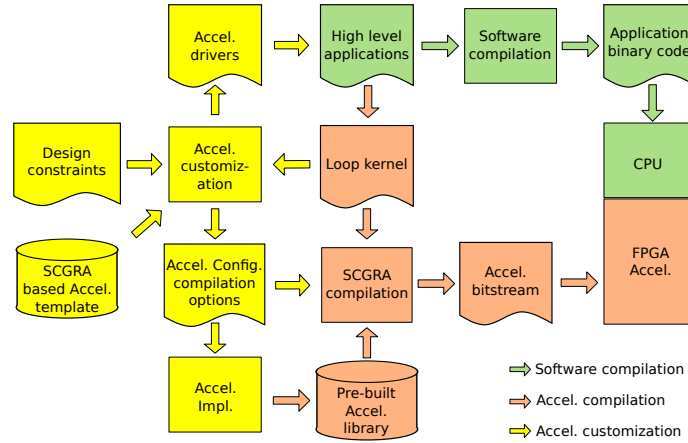 Accel.
drivers
High level
applications
Software
compilation
Application
binary code
Design
constraints
Accel.
customiz-
ation
Loop kernel
CPU
SCGRA
based Accel.
template
Accel. Config.
compilation
options
SCGRA
compilation
Accel.
bitstream
FPGA
Accel.
Accel.
Impl.
Pre-built
Accel.
library
Software compilation
Accel. compilation
Accel. customization